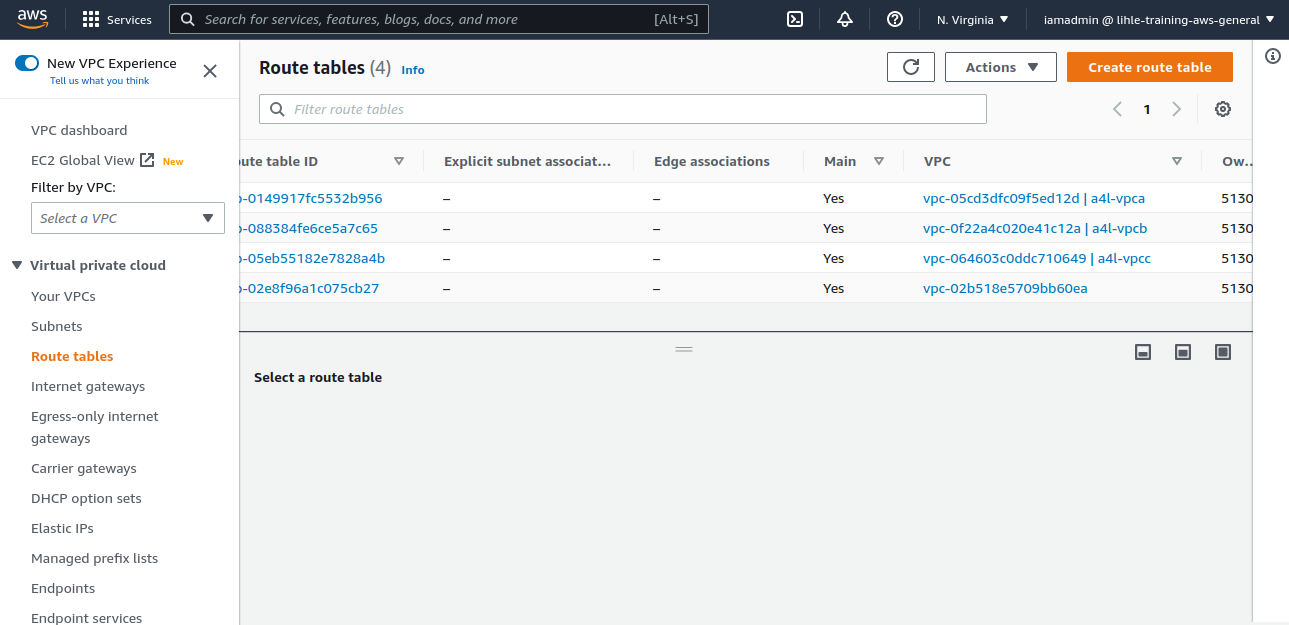 aws Services Search for services, features, blogs, docs, and more [Alt+S] N. Virginia iamadmin @ lihle-training-aws-general
New VPC Experience
Tell us what you think
VPC dashboard
EC2 Global View New
Filter by VPC:
Select a VPC
Virtual private cloud
Your VPCs
Subnets
Route tables
Internet gateways
Egress-only internet
gateways
Carrier gateways
DHCP option sets
Elastic IPs
Managed prefix lists
Endpoints
Endpoint services
Route tables (4) Info Actions Create route table
Filter route tables 1
ute table ID Explicit subnet associat... Edge associations Main VPC Ow...
-0149917fc5532b956 – – Yes vpc-05cd3dfc09f5ed12d | a4l-vpca 5130
-088384fe6ce5a7c65 – – Yes vpc-0f22a4c020e41c12a | a4l-vpcb 5130
-05eb55182e7828a4b – – Yes vpc-064603c0ddc710649 | a4l-vpcc 5130
-02e8f96a1c075cb27 – – Yes vpc-02b518e5709bb60ea 5130
Select a route table